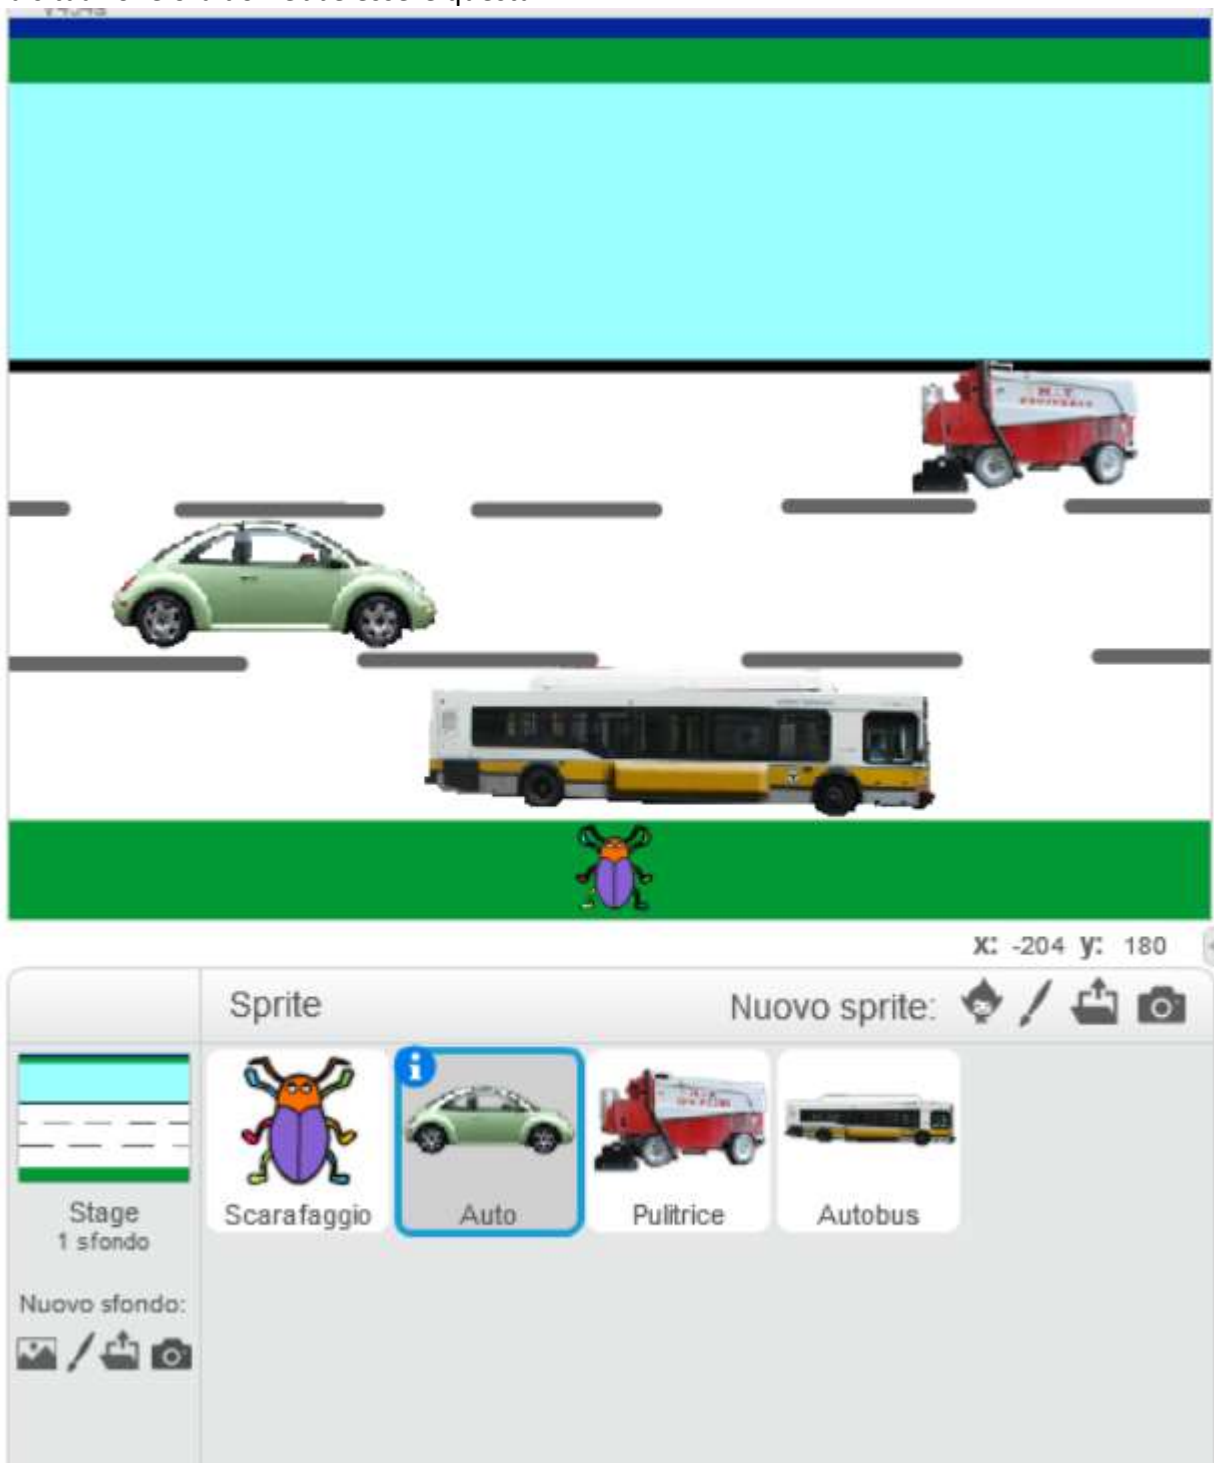 x: -204 y: 180
Sprite
Nuovo sprite:
Stage
1 sfondo
Nuovo sfondo:
Scarafaggio
Auto
Pulitrice
Autobus